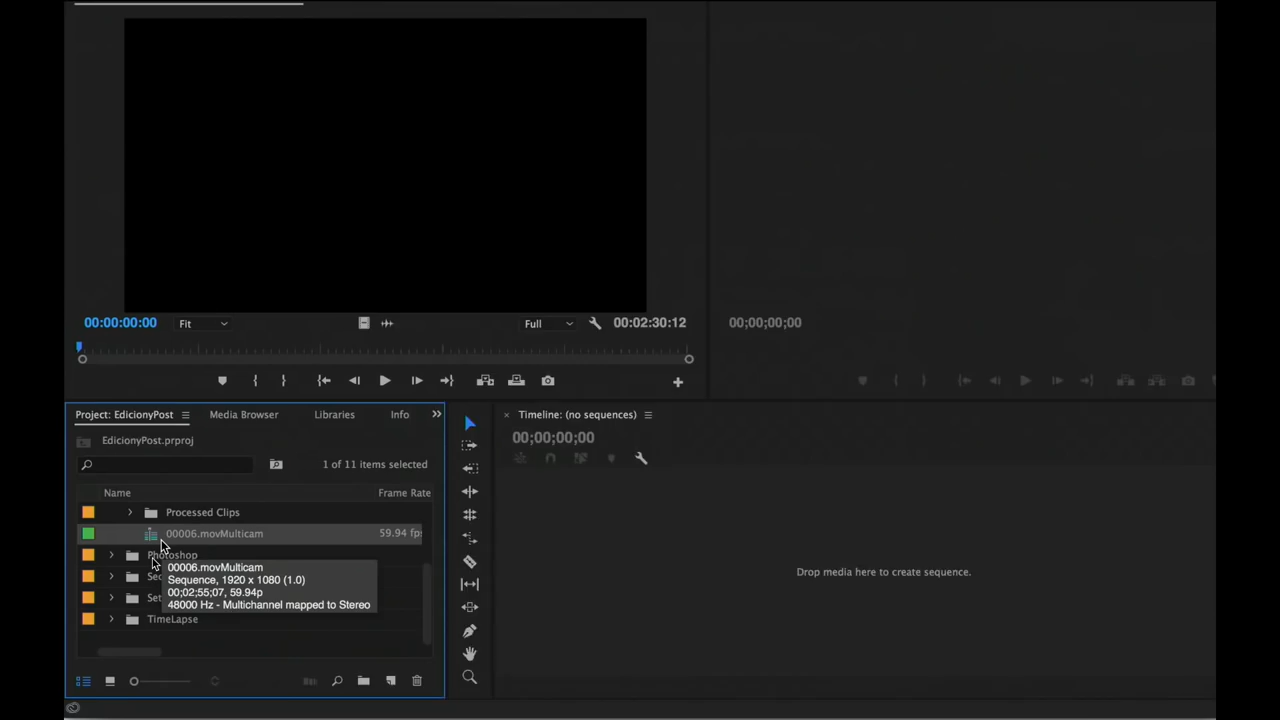 00:00:00:00
Fit
Full
00:02:30:12
00;00;00;00
Project: EdicionyPost
Media Browser
Libraries
Info
Timeline: (no sequences)
EdicionyPost.prproj
00;00;00;00
1 of 11 items selected
Name
Frame Rate
Processed Clips
00006.movMulticam
59.94 fps
Photoshop
00006.movMulticam
Sequence, 1920 x 1080 (1.0)
00;02;55;07, 59.94p
48000 Hz - Multichannel mapped to Stereo
TimeLapse
Drop media here to create sequence.